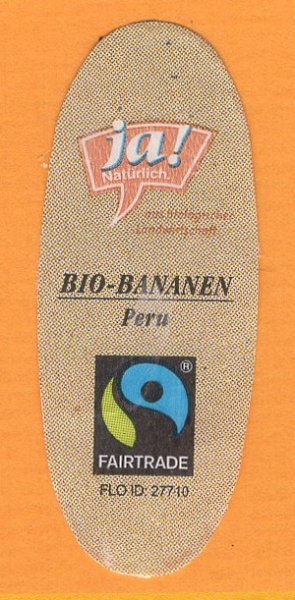 ja!
Natürlich.
aus biologischer
Landwirtschaft
BIO-BANANEN
Peru
®
FAIRTRADE
FLO ID: 27710